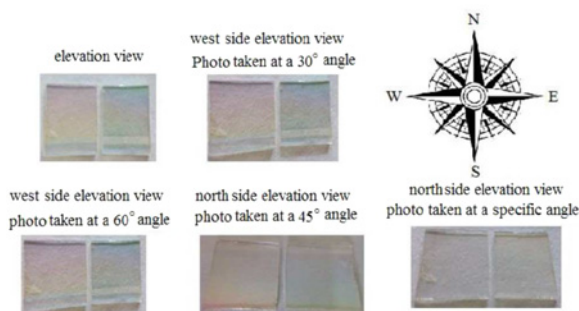 elevation view
west side elevation view
Photo taken at a 30° angle
N
W
E
S
west side elevation view
photo taken at a 60° angle
north side elevation view
photo taken at a 45° angle
north side elevation view
photo taken at a specific angle